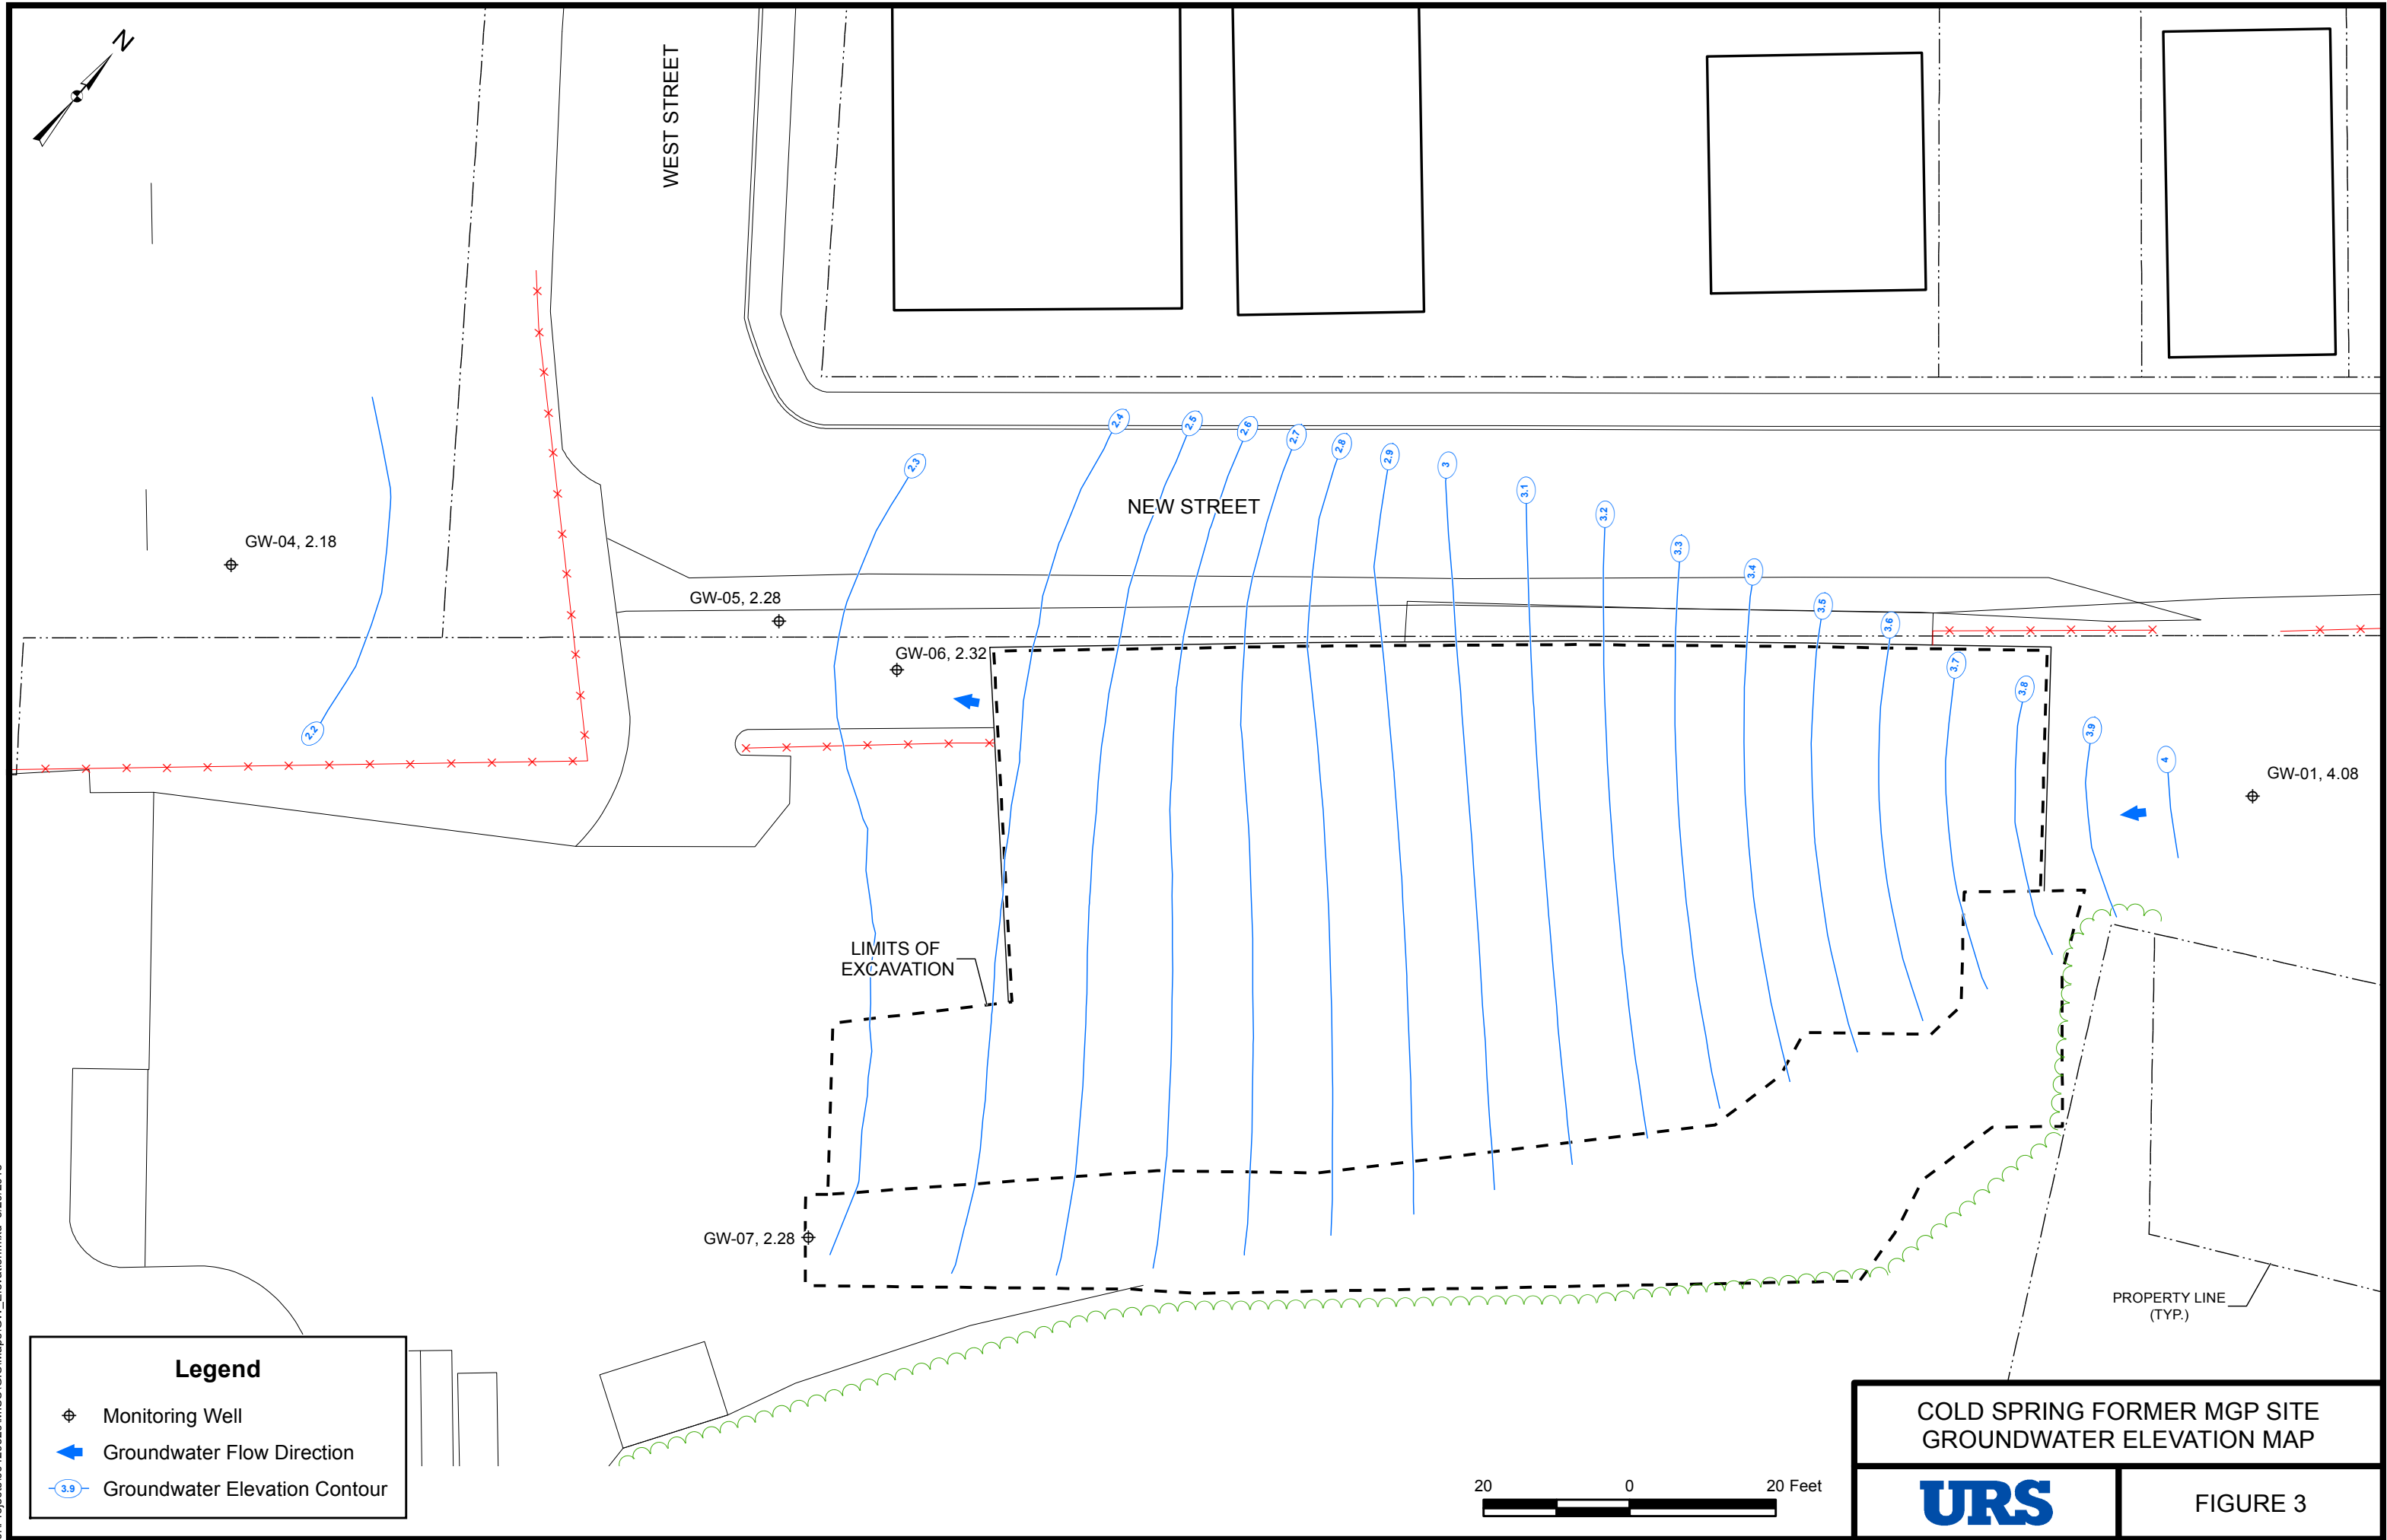 N
WEST STREET
2.4
2.5
2.6
2.7
2.8
2.9
3
3.1
3.2
3.3
3.4
3.5
3.6
3.7
3.8
3.9
4
2.3
2.2
NEW STREET
GW-04, 2.18
GW-05, 2.28
GW-06, 2.32
GW-01, 4.08
LIMITS OF
EXCAVATION
GW-07, 2.28
PROPERTY LINE
(TYP.)
Legend
Monitoring Well
Groundwater Flow Direction
3.9
Groundwater Elevation Contour
20 0 20 Feet
COLD SPRING FORMER MGP SITE
GROUNDWATER ELEVATION MAP
URS
FIGURE 3